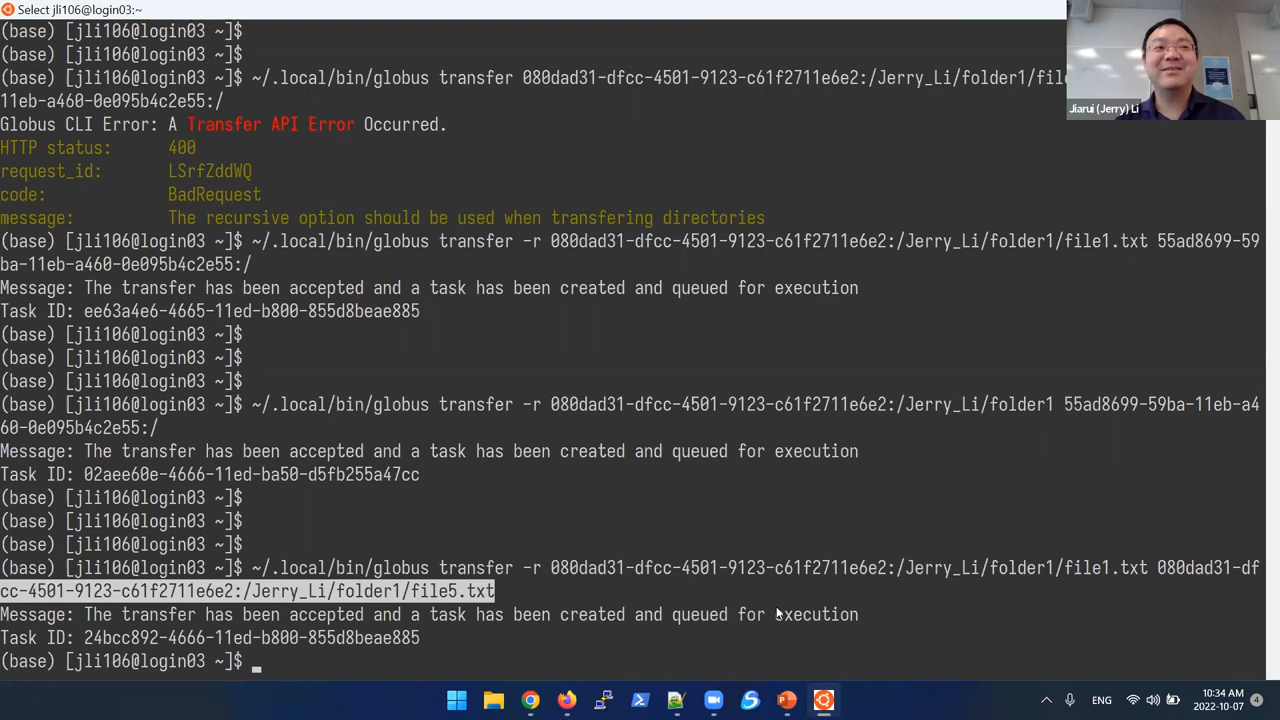 Select jli106@login03:~
(base) [jli106@login03 ~]$
(base) [jli106@login03 ~]$
(base) [jli106@login03 ~]$ ~/.local/bin/globus transfer 080dad31-dfcc-4501-9123-c61f2711e6e2:/Jerry_Li/folder1/file
11eb-a460-0e095b4c2e55:/
Globus CLI Error: A Transfer API Error Occurred.
HTTP status: 400
request_id: LSrfZddWQ
code: BadRequest
message: The recursive option should be used when transfering directories
(base) [jli106@login03 ~]$ ~/.local/bin/globus transfer -r 080dad31-dfcc-4501-9123-c61f2711e6e2:/Jerry_Li/folder1/file1.txt 55ad8699-59
ba-11eb-a460-0e095b4c2e55:/
Message: The transfer has been accepted and a task has been created and queued for execution
Task ID: ee63a4e6-4665-11ed-b800-855d8beae885
(base) [jli106@login03 ~]$
(base) [jli106@login03 ~]$
(base) [jli106@login03 ~]$
(base) [jli106@login03 ~]$ ~/.local/bin/globus transfer -r 080dad31-dfcc-4501-9123-c61f2711e6e2:/Jerry_Li/folder1 55ad8699-59ba-11eb-a4
60-0e095b4c2e55:/
Message: The transfer has been accepted and a task has been created and queued for execution
Task ID: 02aee60e-4666-11ed-ba50-d5fb255a47cc
(base) [jli106@login03 ~]$
(base) [jli106@login03 ~]$
(base) [jli106@login03 ~]$
(base) [jli106@login03 ~]$ ~/.local/bin/globus transfer -r 080dad31-dfcc-4501-9123-c61f2711e6e2:/Jerry_Li/folder1/file1.txt 080dad31-df
cc-4501-9123-c61f2711e6e2:/Jerry_Li/folder1/file5.txt
Message: The transfer has been accepted and a task has been created and queued for execution
Task ID: 24bcc892-4666-11ed-b800-855d8beae885
(base) [jli106@login03 ~]$
Jiarui (Jerry) Li
ENG
10:34 AM
2022-10-07
4